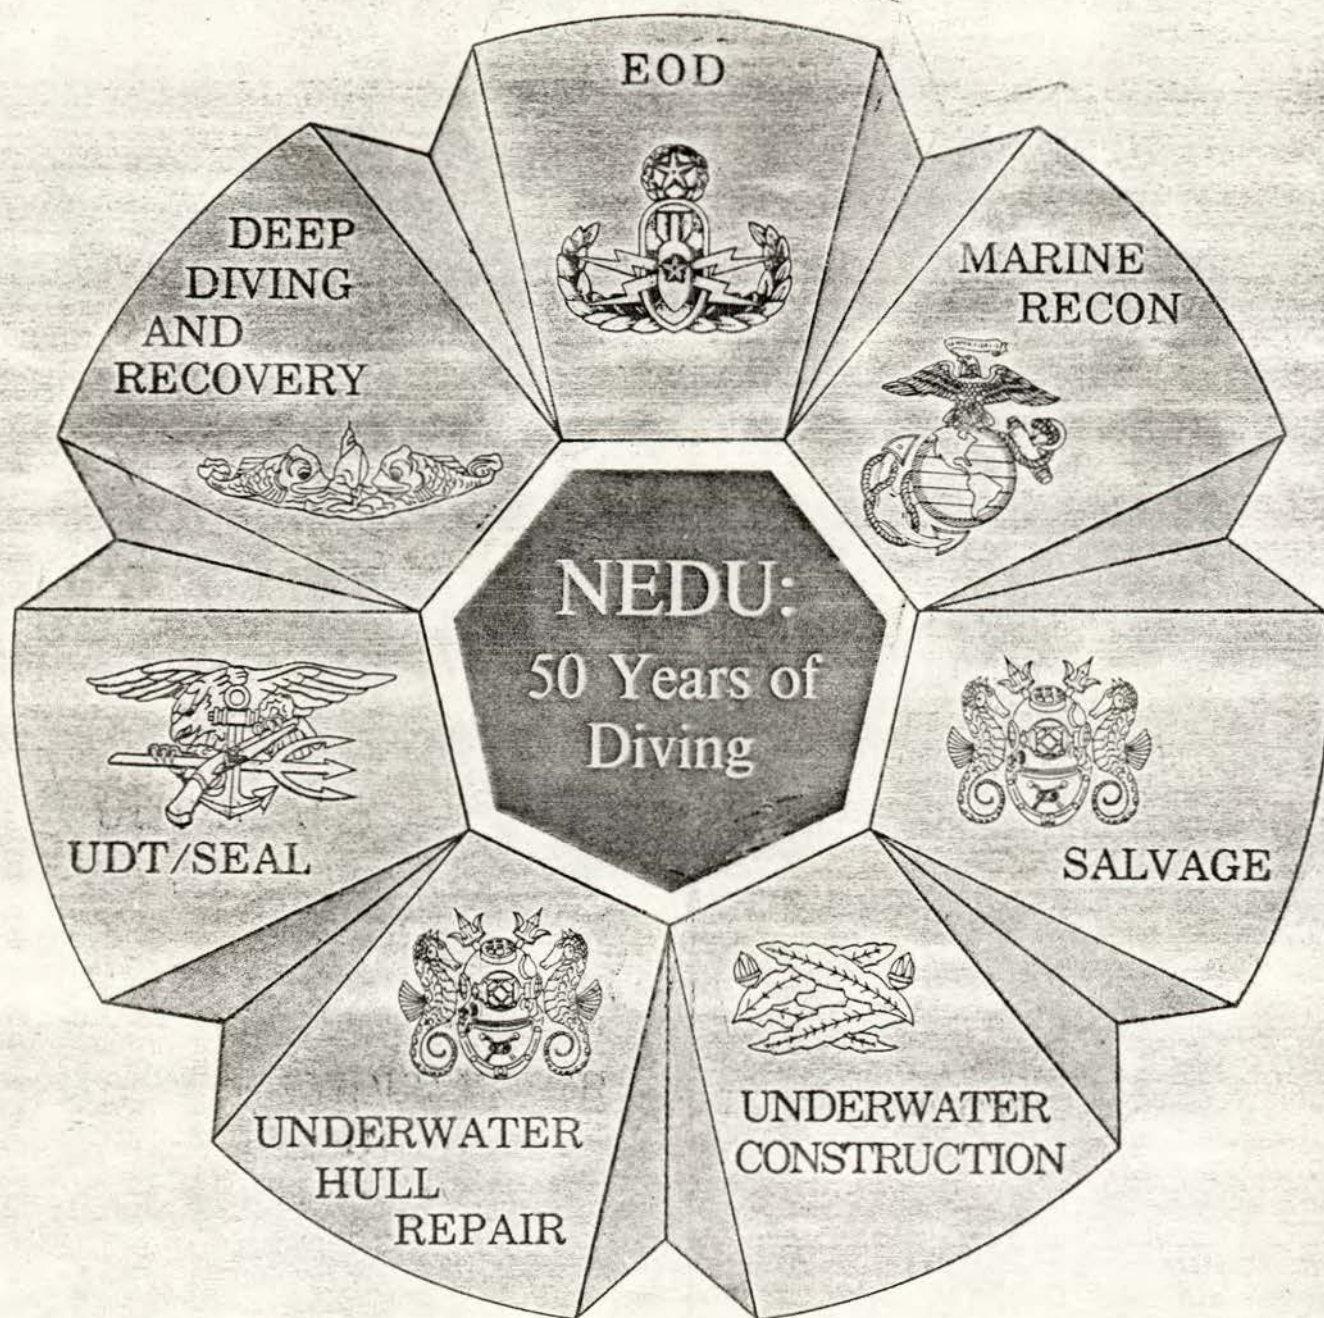 EOD
MARINE
RECON
SALVAGE
UNDERWATER
CONSTRUCTION
UNDERWATER
HULL
REPAIR
UDT/SEAL
DEEP
DIVING
AND
RECOVERY
NEDU:
50 Years of
Diving